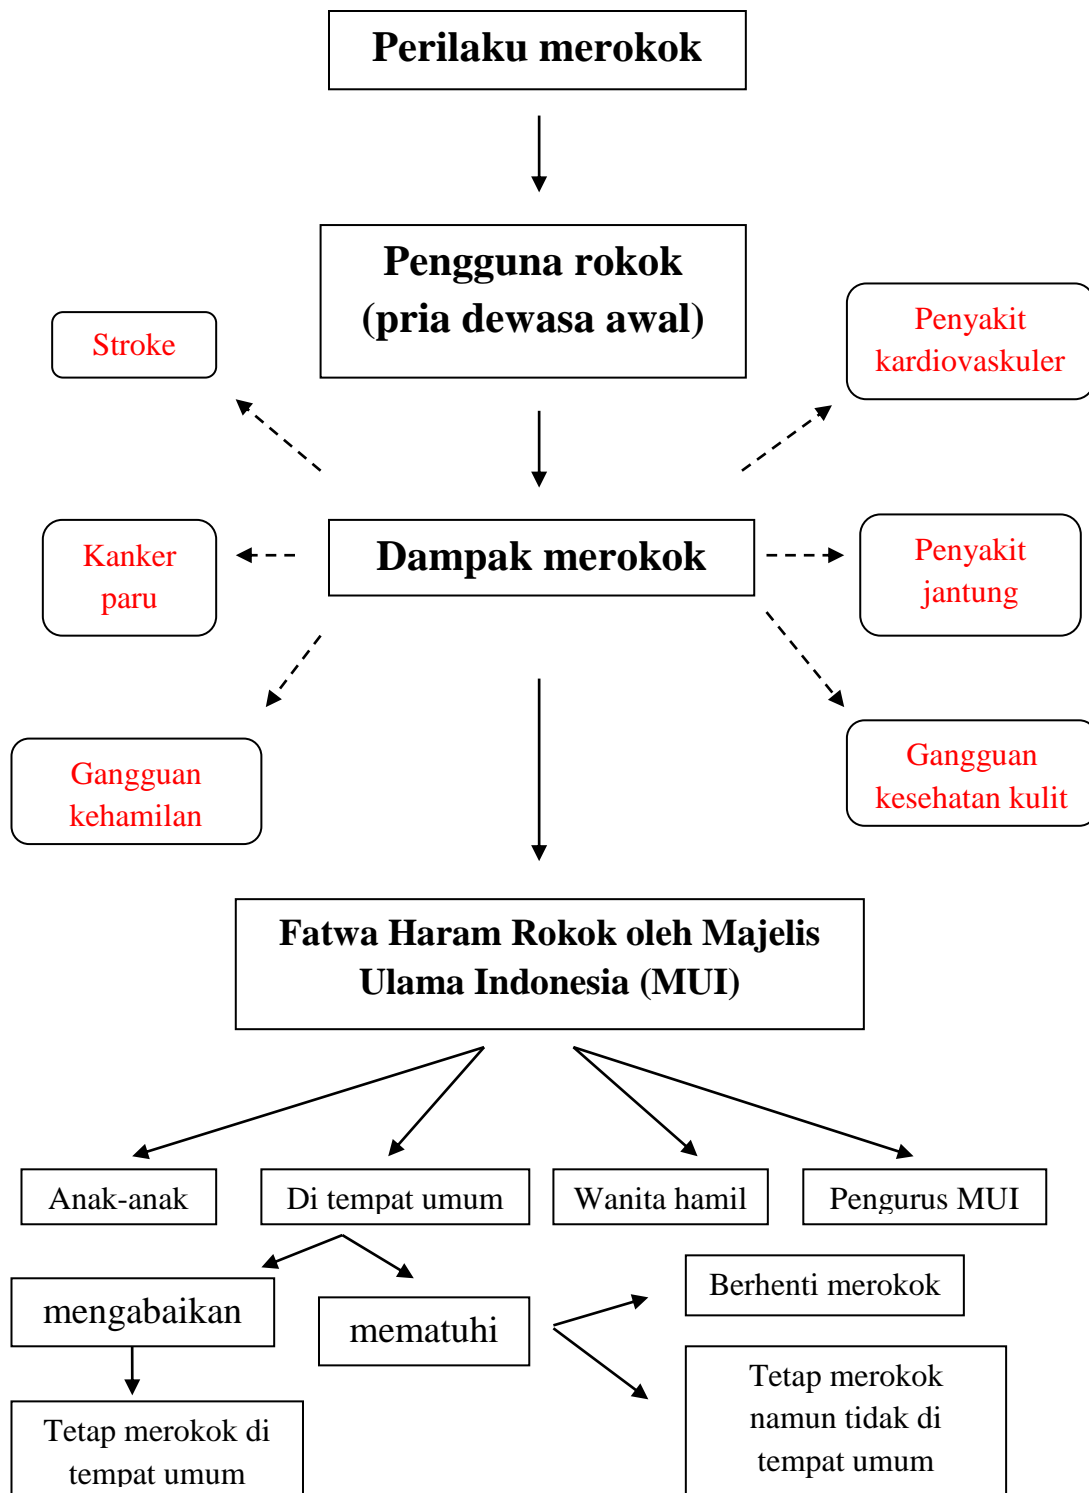 Perilaku merokok
Pengguna rokok
(pria dewasa awal)
Stroke
Penyakit
kardiovaskuler
Kanker
paru
Dampak merokok
Penyakit
jantung
Gangguan
kehamilan
Gangguan
kesehatan kulit
Fatwa Haram Rokok oleh Majelis
Ulama Indonesia (MUI)
Anak-anak
Di tempat umum
Wanita hamil
Pengurus MUI
mengabaikan
mematuhi
Berhenti merokok
Tetap merokok di
tempat umum
Tetap merokok
namun tidak di
tempat umum